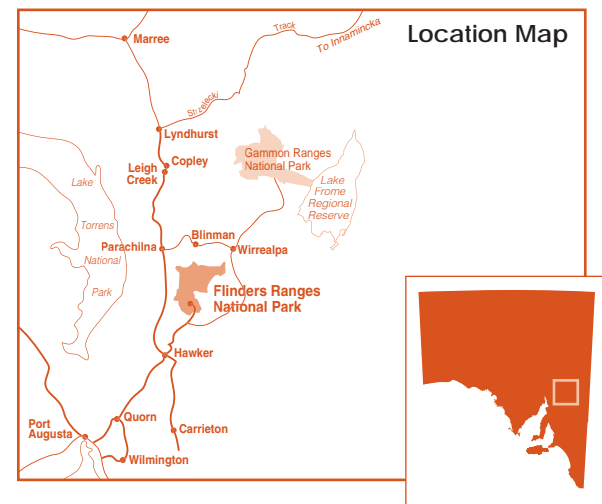 Location Map
Marree
Track
To Innamincka
Strzelecki
Lyndhurst
Copley
Leigh
Creek
Gammon Ranges
National Park
Lake
Frome
Regional
Reserve
Lake
Torrens
National
Park
Parachilna
Blinman
Wirrealpa
Flinders Ranges
National Park
Hawker
Quorn
Port
Augusta
Carrieton
Wilmington